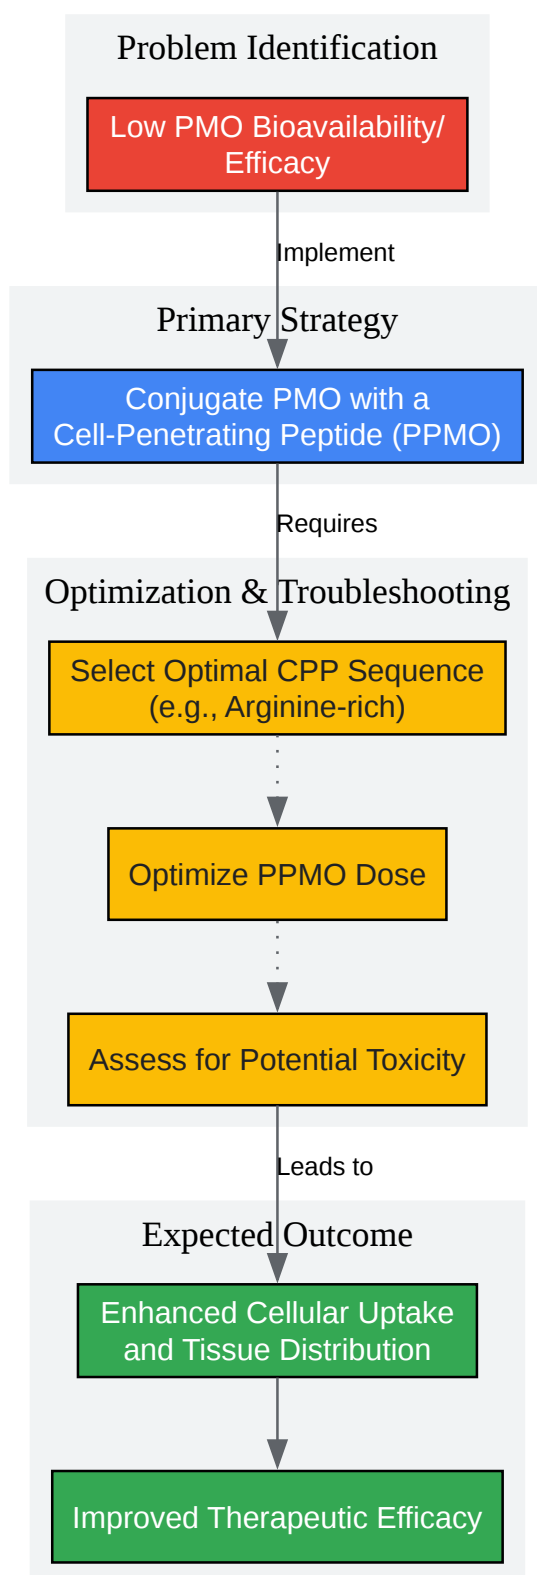 Problem Identification
Low PMO Bioavailability/
Efficacy
Implement
Primary Strategy
Conjugate PMO with a
Cell-Penetrating Peptide (PPMO)
Requires
Optimization & Troubleshooting
Select Optimal CPP Sequence
(e.g., Arginine-rich)
Optimize PPMO Dose
Assess for Potential Toxicity
Leads to
Expected Outcome
Enhanced Cellular Uptake
and Tissue Distribution
Improved Therapeutic Efficacy